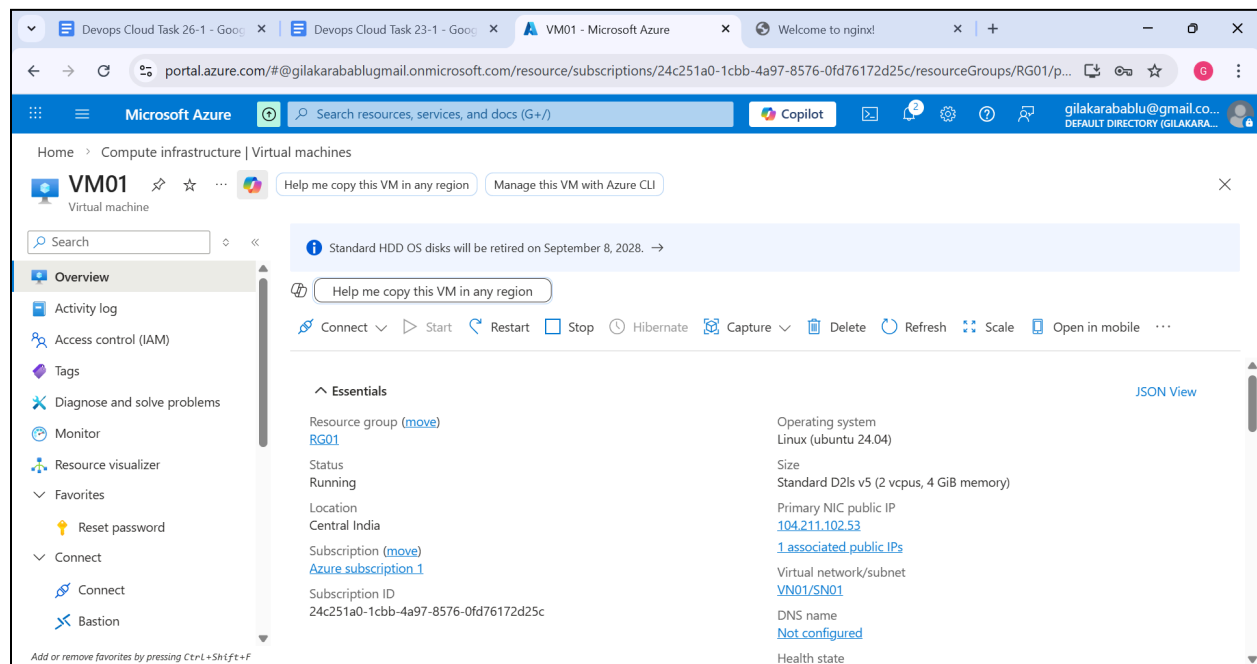 Devops Cloud Task 26-1 - Goog
Devops Cloud Task 23-1 - Goog
VM01 - Microsoft Azure
Welcome to nginx!
portal.azure.com/#@gilakarabablugmail.onmicrosoft.com/resource/subscriptions/24c251a0-1cbb-4a97-8576-0fd76172d25c/resourceGroups/RG01/p...
G
Microsoft Azure
Search resources, services, and docs (G+/)
Copilot
2
gilakarabablu@gmail.co...
DEFAULT DIRECTORY (GILAKARA...
Home > Compute infrastructure | Virtual machines
VM01
Virtual machine
Help me copy this VM in any region
Manage this VM with Azure CLI
Search
Overview
Activity log
Access control (IAM)
Tags
Diagnose and solve problems
Monitor
Resource visualizer
Favorites
Reset password
Connect
Connect
Bastion
Add or remove favorites by pressing Ctrl+Shift+F
Standard HDD OS disks will be retired on September 8, 2028. →
Help me copy this VM in any region
Connect Start Restart Stop Hibernate Capture Delete Refresh Scale Open in mobile ...
Essentials
JSON View
Resource group (move)
RG01
Status
Running
Location
Central India
Subscription (move)
Azure subscription 1
Subscription ID
24c251a0-1cbb-4a97-8576-0fd76172d25c
Operating system
Linux (ubuntu 24.04)
Size
Standard D2ls v5 (2 vcpus, 4 GiB memory)
Primary NIC public IP
104.211.102.53
1 associated public IPs
Virtual network/subnet
VN01/SN01
DNS name
Not configured
Health state